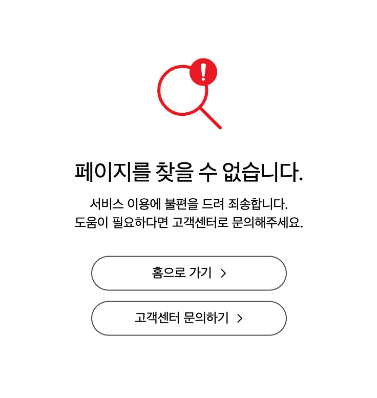 페이지를 찾을 수 없습니다.
서비스 이용에 불편을 드려 죄송합니다.
도움이 필요하다면 고객센터로 문의해주세요.
홈으로 가기 >
고객센터 문의하기 >